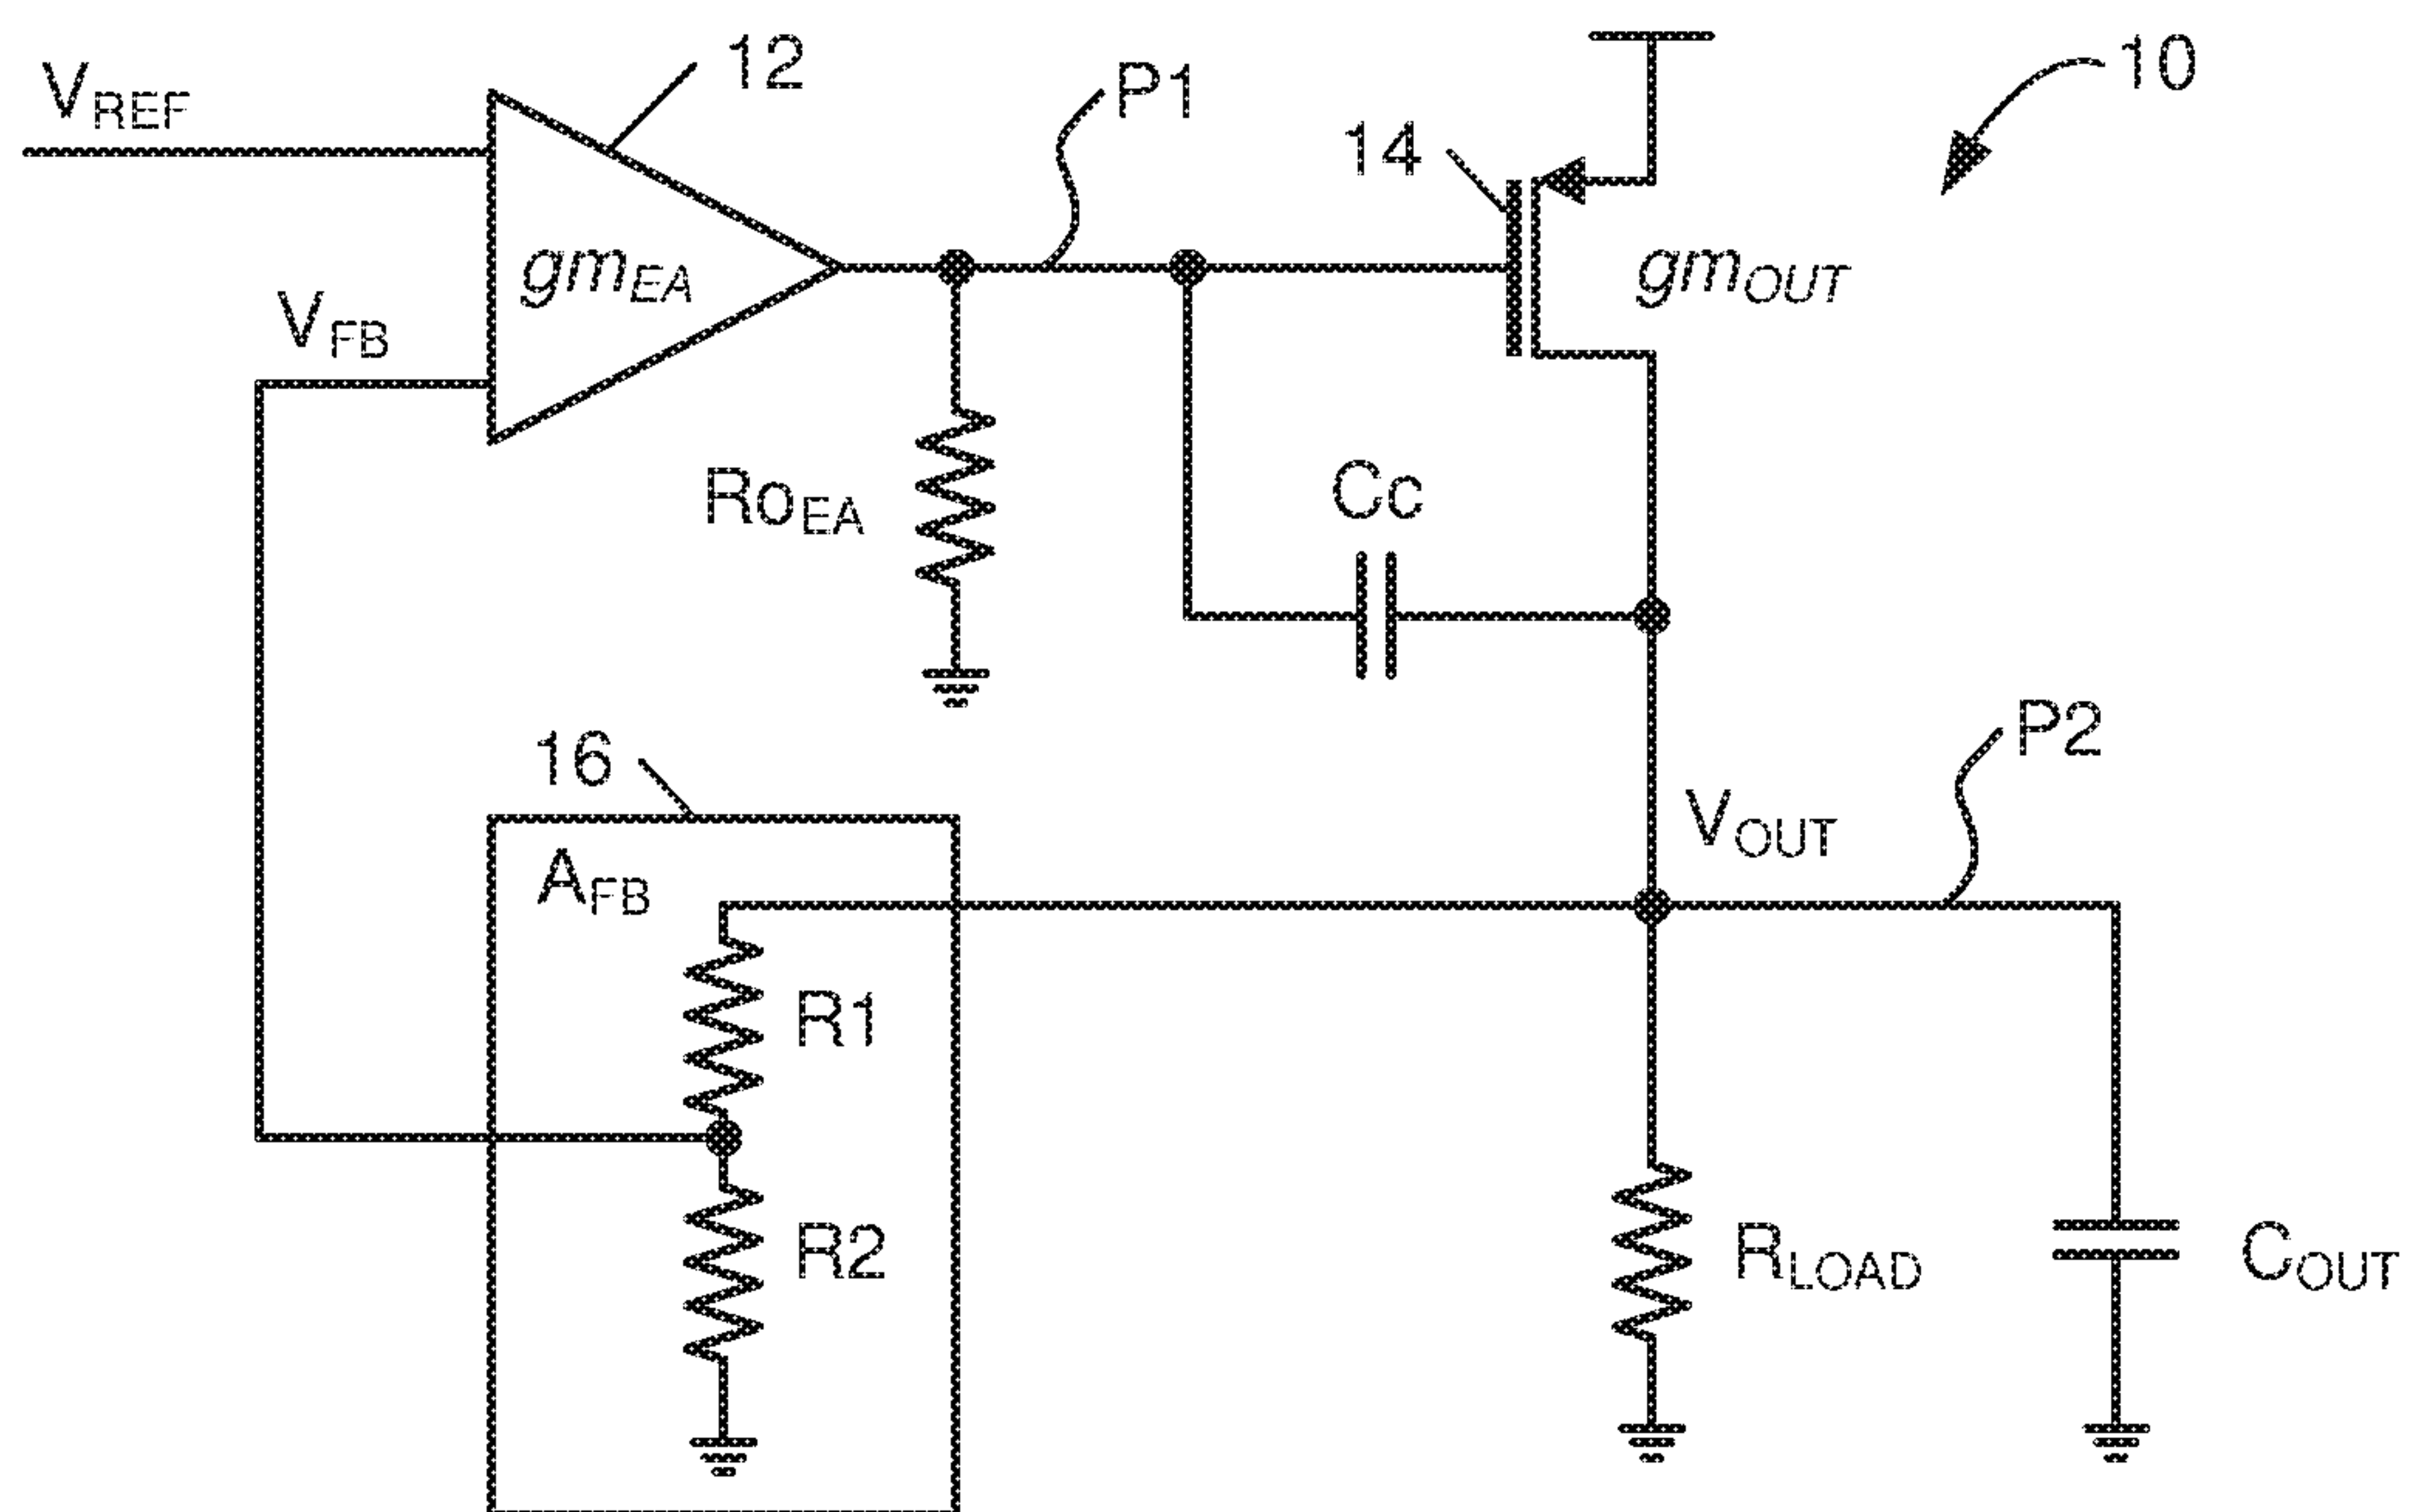 12
P1
10
VREF
14
gmEA
gmOUT
VFB
RoEA
Cc
16
P2
VOUT
AFB
R1
R2
RLOAD
COUT